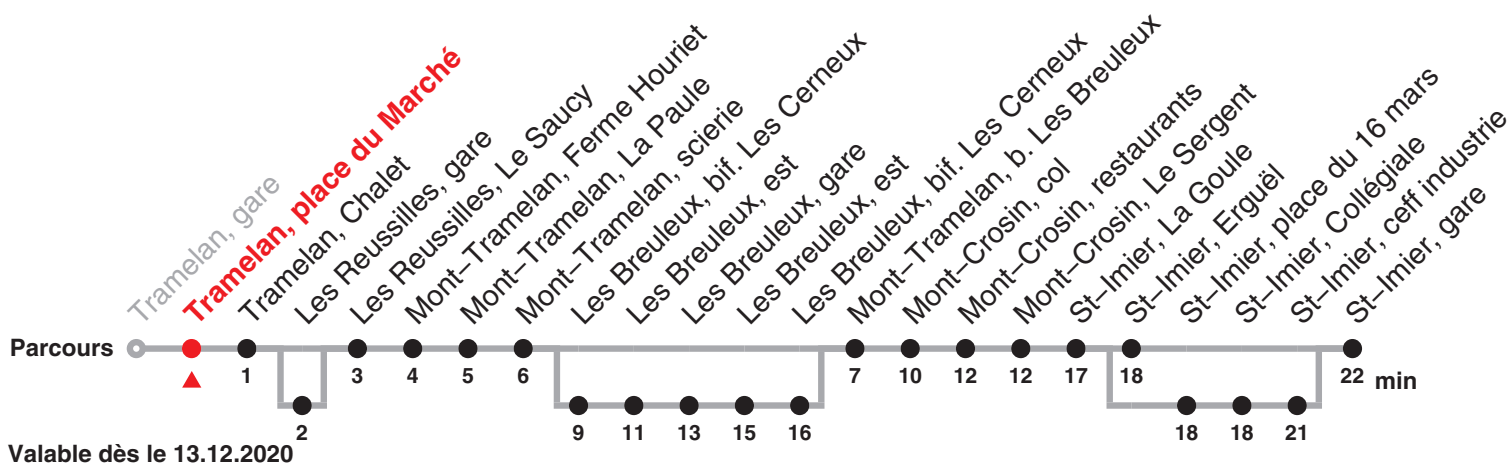 Tramelan, gare
Tramelan, place du Marché
Tramelan, Chalet
Les Reussilles, gare
Les Reussilles, Le Saucy
Mont–Tramelan, Ferme Houriet
Mont–Tramelan, La Paule
Mont–Tramelan, scierie
Les Breuleux, bif. Les Cerneux
Les Breuleux, est
Les Breuleux, gare
Les Breuleux, est
Les Breuleux, bif. Les Cerneux
Mont–Tramelan, b. Les Breuleux
Mont–Crosin, col
Mont–Crosin, restaurants
Mont–Crosin, Le Sergent
St–Imier, La Goule
St–Imier, Erguël
St–Imier, place du 16 mars
St–Imier, Collégiale
St–Imier, ceff industrie
St–Imier, gare
Parcours
1 3 4 5 6 7 10 12 12 17 18 22 min
2 9 11 13 15 16 18 18 21
Valable dès le 13.12.2020